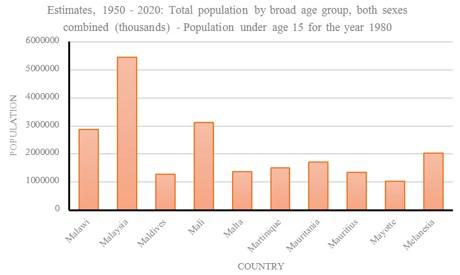 Estimates, 1950 - 2020: Total population by broad age group, both sexes
combined (thousands) - Population under age 15 for the year 1980
6000000
5000000
4000000
3000000
2000000
1000000
0
POPULATION
Malawi
Malaysia
Maldives
Mali
Malta
Martinique
Mauritania
Mauritius
Mayotte
Melanesia
COUNTRY